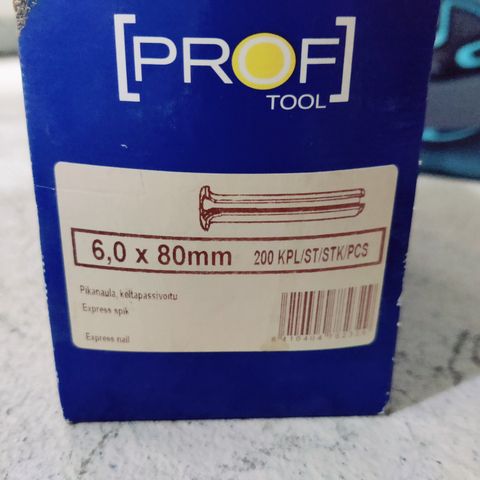 [PROF]
TOOL
6,0 x 80mm 200 KPL/ST/STK/PCS
Pikanaula, keltapassivoitu
Express spik
Express nail